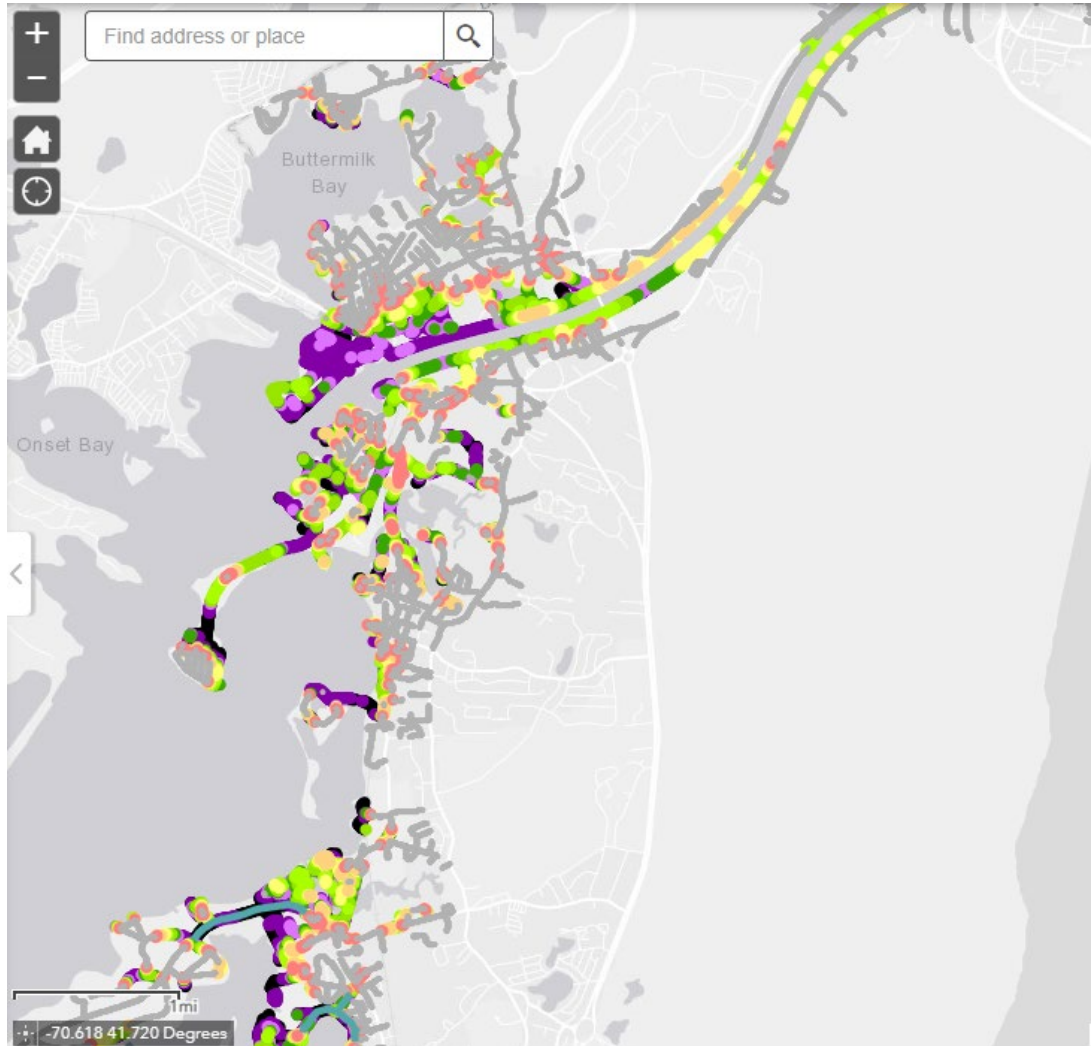 +
Find address or place
−
Buttermilk
Bay
Onset Bay
1mi
-70.618 41.720 Degrees